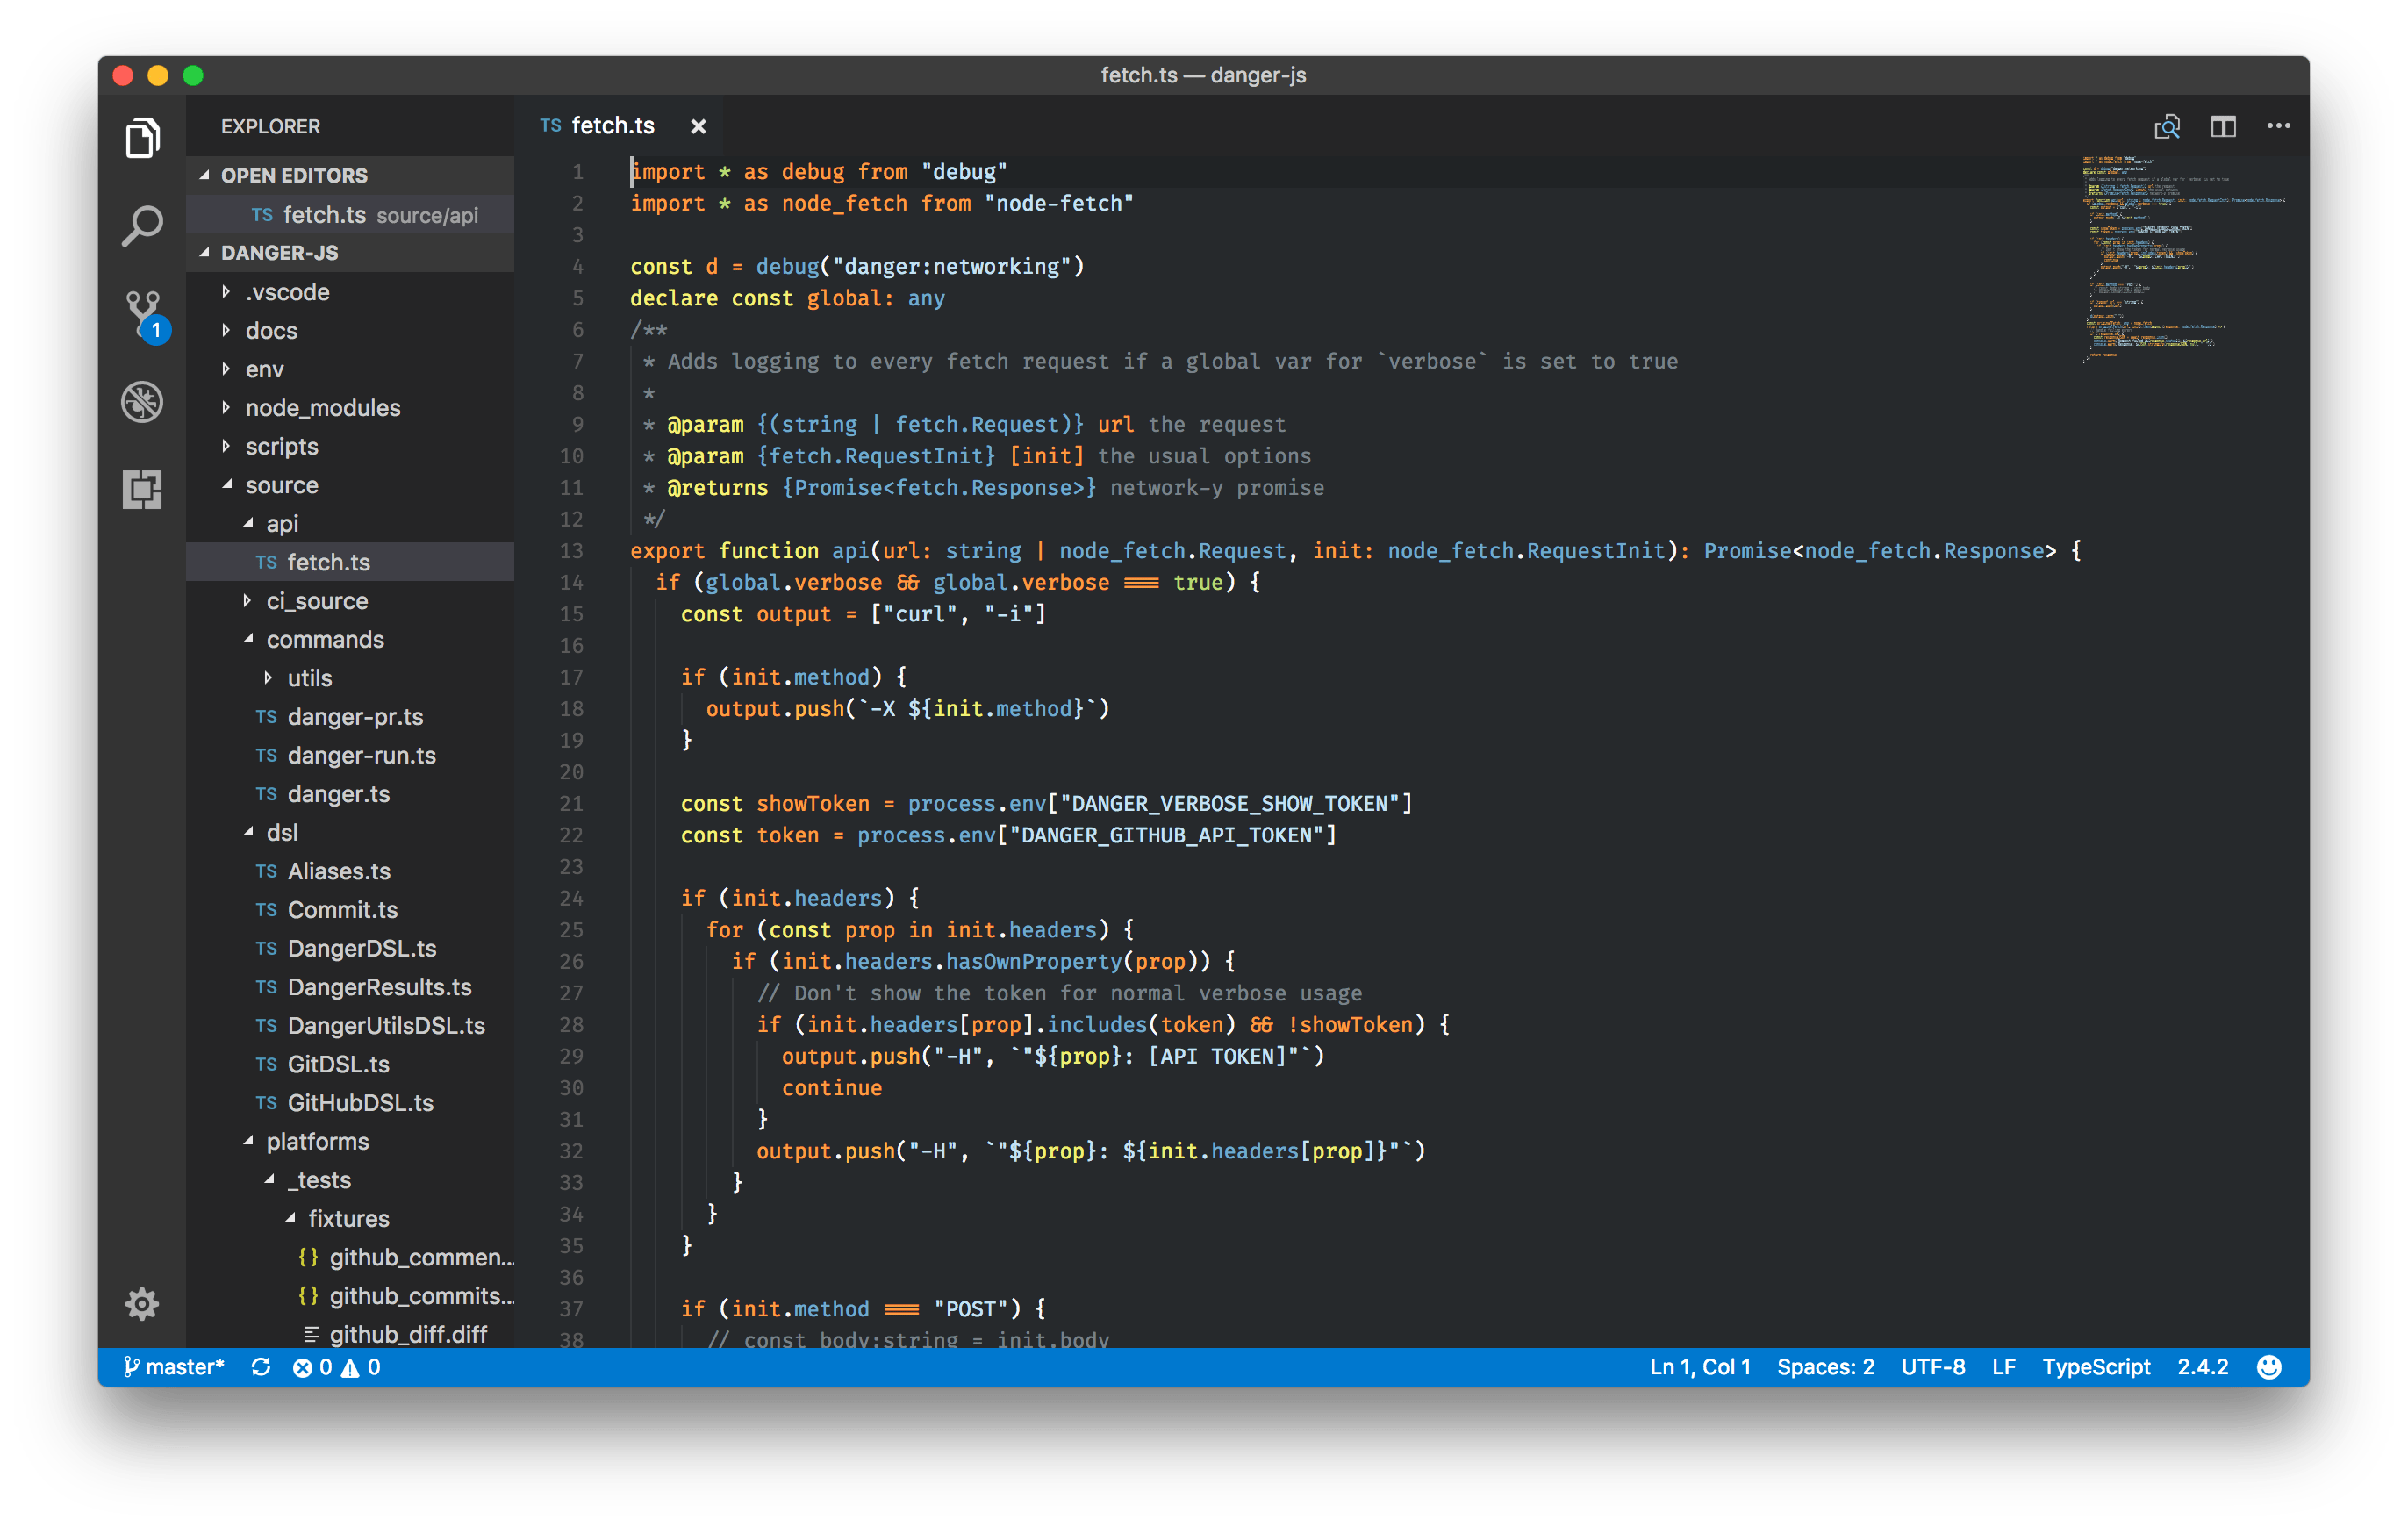 fetch.ts — danger-js
EXPLORER
OPEN EDITORS
TS fetch.ts source/api
DANGER-JS
.vscode
docs
env
node_modules
scripts
source
api
TS fetch.ts
ci_source
commands
utils
TS danger-pr.ts
TS danger-run.ts
TS danger.ts
dsl
TS Aliases.ts
TS Commit.ts
TS DangerDSL.ts
TS DangerResults.ts
TS DangerUtilsDSL.ts
TS GitDSL.ts
TS GitHubDSL.ts
platforms
_tests
fixtures
{} github_commen...
{} github_commits...
github_diff.diff
1
TS fetch.ts ×
1 import * as debug from "debug"
2 import * as node_fetch from "node-fetch"
3
4 const d = debug("danger:networking")
5 declare const global: any
6 /**
7  * Adds logging to every fetch request if a global var for `verbose` is set to true
8  *
9  * @param {(string | fetch.Request)} url the request
10  * @param {fetch.RequestInit} [init] the usual options
11  * @returns {Promise<fetch.Response>} network-y promise
12  */
13 export function api(url: string | node_fetch.Request, init: node_fetch.RequestInit): Promise<node_fetch.Response> {
14   if (global.verbose && global.verbose === true) {
15     const output = ["curl", "-i"]
16
17     if (init.method) {
18       output.push(`-X ${init.method}`)
19     }
20
21     const showToken = process.env["DANGER_VERBOSE_SHOW_TOKEN"]
22     const token = process.env["DANGER_GITHUB_API_TOKEN"]
23
24     if (init.headers) {
25       for (const prop in init.headers) {
26         if (init.headers.hasOwnProperty(prop)) {
27           // Don't show the token for normal verbose usage
28           if (init.headers[prop].includes(token) && !showToken) {
29             output.push("-H", `"${prop}: [API TOKEN]"`)
30             continue
31           }
32           output.push("-H", `"${prop}: ${init.headers[prop]}"`)
33         }
34       }
35     }
36
37     if (init.method === "POST") {
38       // const body:string = init.body
master* 0 0
Ln 1, Col 1 Spaces: 2 UTF-8 LF TypeScript 2.4.2